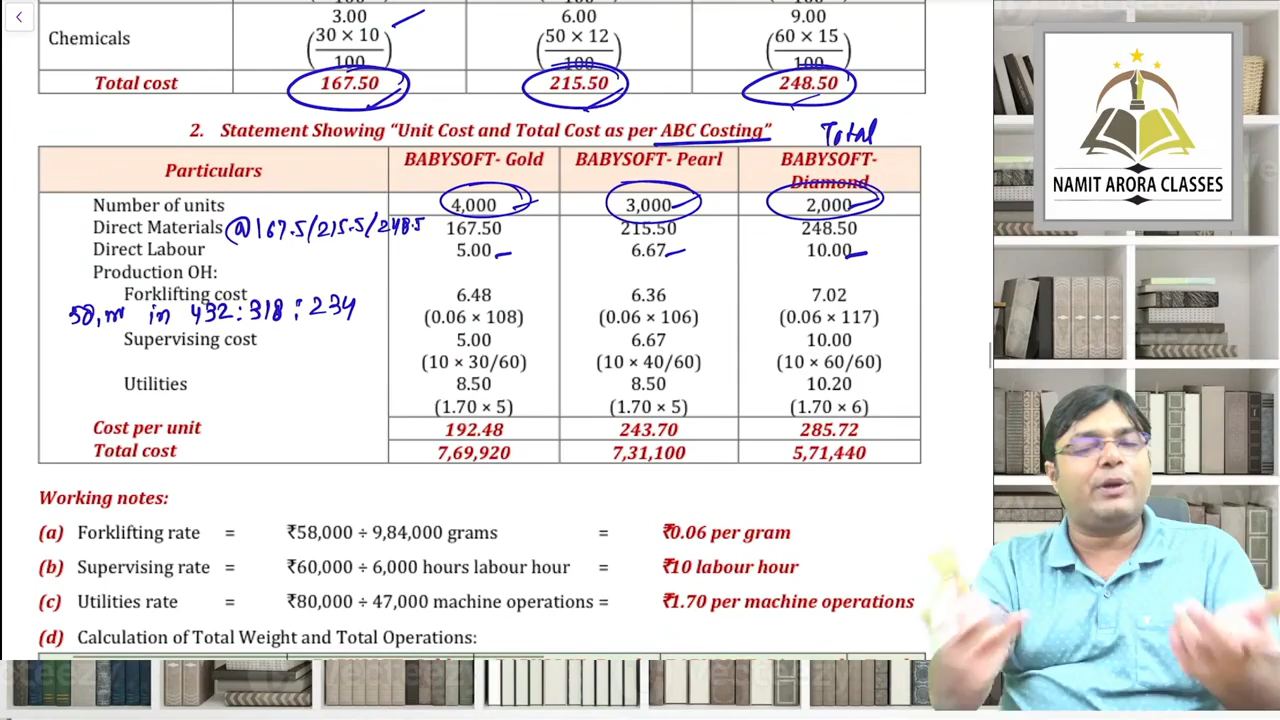 3.00 6.00 9.00
Chemicals (30 × 10 / 100) (50 × 12 / 100) (60 × 15 / 100)
Total cost 167.50 215.50 248.50
2. Statement Showing “Unit Cost and Total Cost as per ABC Costing” Total
Particulars BABYSOFT- Gold BABYSOFT- Pearl BABYSOFT- Diamond
Number of units 4,000 3,000 2,000
Direct Materials @167.5/215.5/248.5 167.50 215.50 248.50
Direct Labour 5.00 6.67 10.00
Production OH:
Forklifting cost 6.48 6.36 7.02
58,m in 432:318:234 (0.06 × 108) (0.06 × 106) (0.06 × 117)
Supervising cost 5.00 6.67 10.00
(10 × 30/60) (10 × 40/60) (10 × 60/60)
Utilities 8.50 8.50 10.20
(1.70 × 5) (1.70 × 5) (1.70 × 6)
Cost per unit 192.48 243.70 285.72
Total cost 7,69,920 7,31,100 5,71,440
Working notes:
(a) Forklifting rate = ₹58,000 ÷ 9,84,000 grams = ₹0.06 per gram
(b) Supervising rate = ₹60,000 ÷ 6,000 hours labour hour = ₹10 labour hour
(c) Utilities rate = ₹80,000 ÷ 47,000 machine operations = ₹1.70 per machine operations
(d) Calculation of Total Weight and Total Operations:
NAMIT ARORA CLASSES